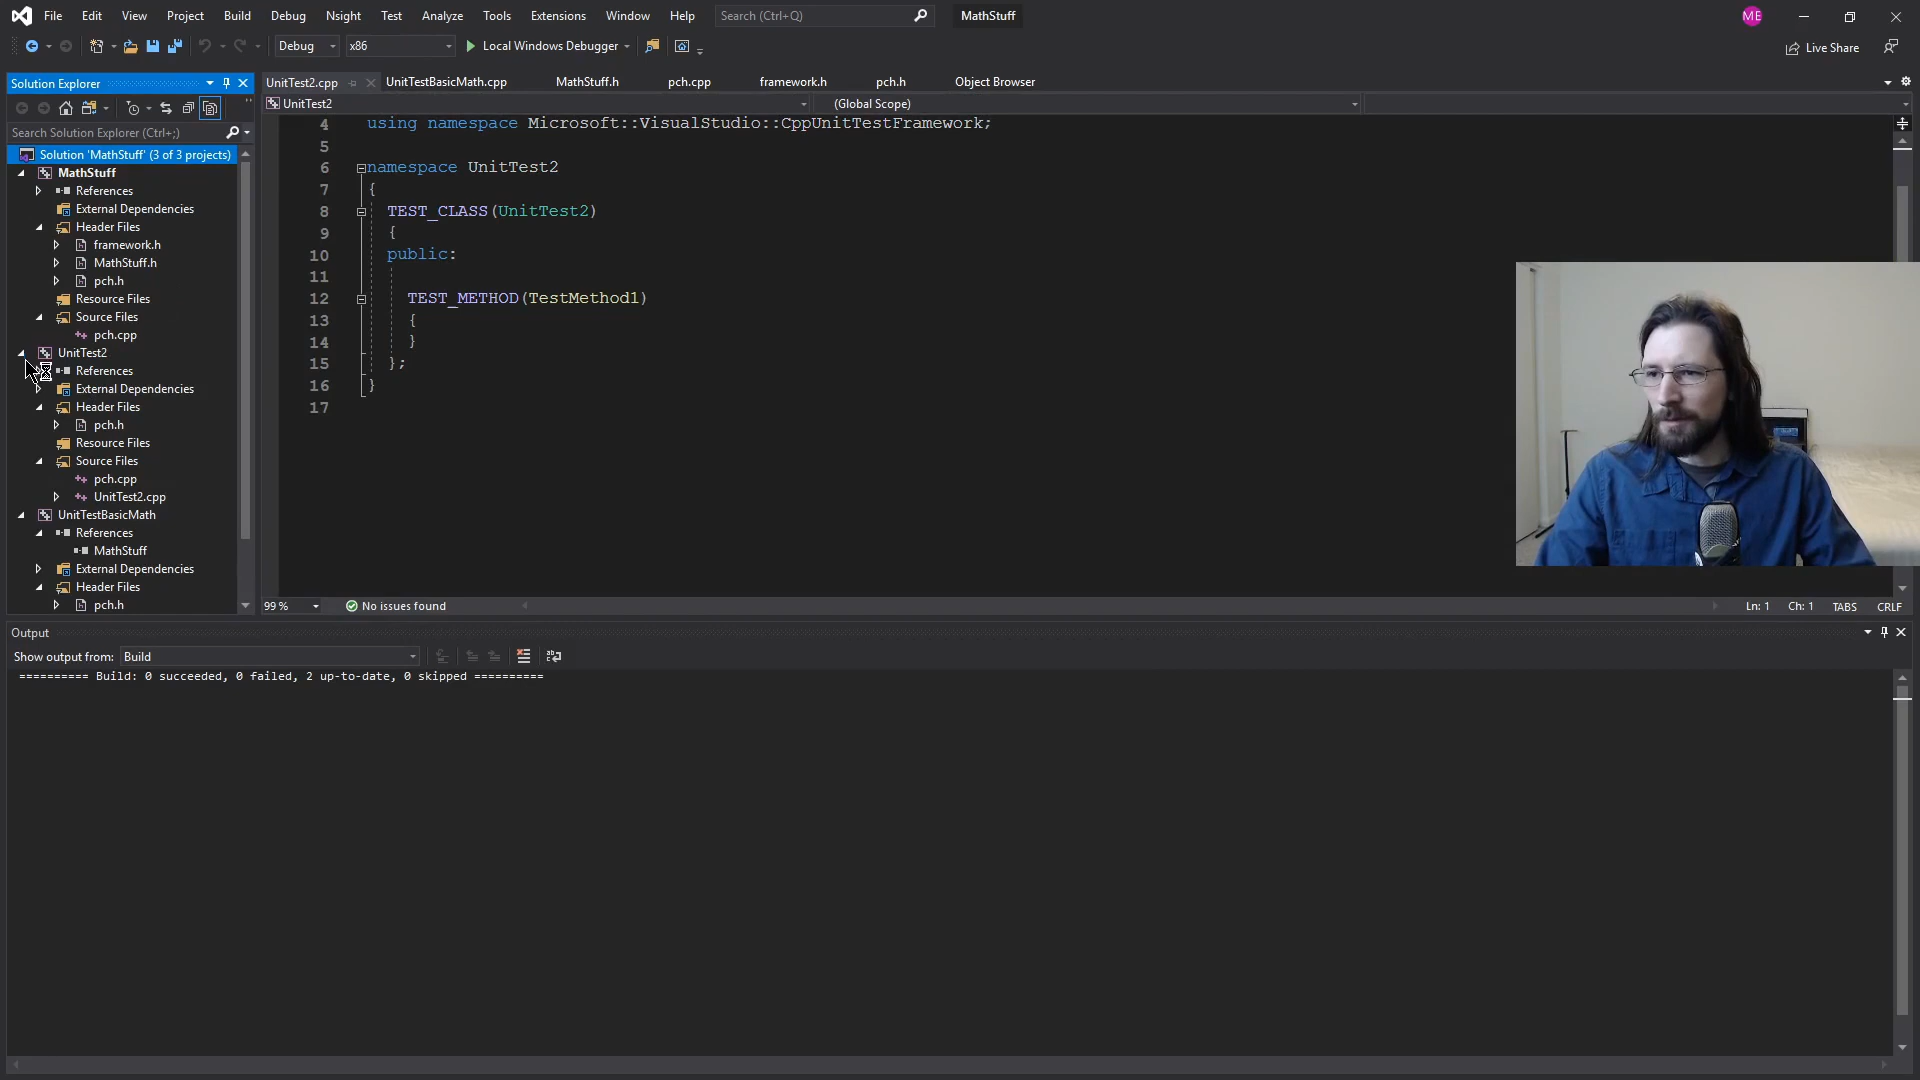 File Edit View Project Build Debug Nsight Test Analyze Tools Extensions Window Help Search (Ctrl+Q) MathStuff ME
Debug x86 Local Windows Debugger Live Share
Solution Explorer
Search Solution Explorer (Ctrl+;)
Solution 'MathStuff' (3 of 3 projects)
MathStuff
References
External Dependencies
Header Files
framework.h
MathStuff.h
pch.h
Resource Files
Source Files
pch.cpp
UnitTest2
References
External Dependencies
Header Files
pch.h
Resource Files
Source Files
pch.cpp
UnitTest2.cpp
UnitTestBasicMath
References
MathStuff
External Dependencies
Header Files
pch.h
UnitTest2.cpp UnitTestBasicMath.cpp MathStuff.h pch.cpp framework.h pch.h Object Browser
UnitTest2 (Global Scope)
4 using namespace Microsoft::VisualStudio::CppUnitTestFramework;
5
6 namespace UnitTest2
7 {
8 TEST_CLASS(UnitTest2)
9 {
10 public:
11
12 TEST_METHOD(TestMethod1)
13 {
14 }
15 };
16 }
17
99 % No issues found Ln: 1 Ch: 1 TABS CRLF
Output
Show output from: Build
========== Build: 0 succeeded, 0 failed, 2 up-to-date, 0 skipped ==========